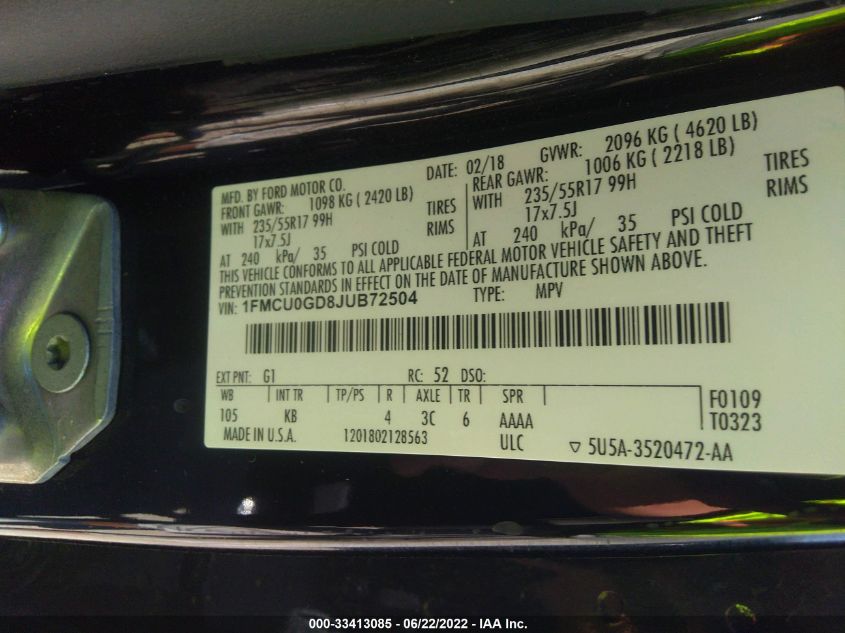 MFD. BY FORD MOTOR CO. DATE: 02/18 GVWR: 2096 KG ( 4620 LB)
FRONT GAWR: 1098 KG ( 2420 LB) REAR GAWR: 1006 KG ( 2218 LB)
WITH 235/55R17 99H TIRES WITH 235/55R17 99H TIRES
17x7.5J RIMS 17x7.5J RIMS
AT 240 kPa/ 35 PSI COLD AT 240 kPa/ 35 PSI COLD
THIS VEHICLE CONFORMS TO ALL APPLICABLE FEDERAL MOTOR VEHICLE SAFETY AND THEFT
PREVENTION STANDARDS IN EFFECT ON THE DATE OF MANUFACTURE SHOWN ABOVE.
VIN: 1FMCU0GD8JUB72504 TYPE: MPV
EXT PNT: G1 RC: 52 DSO:
WB INT TR TP/PS R AXLE TR SPR F0109
105 KB 4 3C 6 AAAA T0323
MADE IN U.S.A. 1201802128563 ULC ▽ 5U5A-3520472-AA
000-33413085 - 06/22/2022 - IAA Inc.